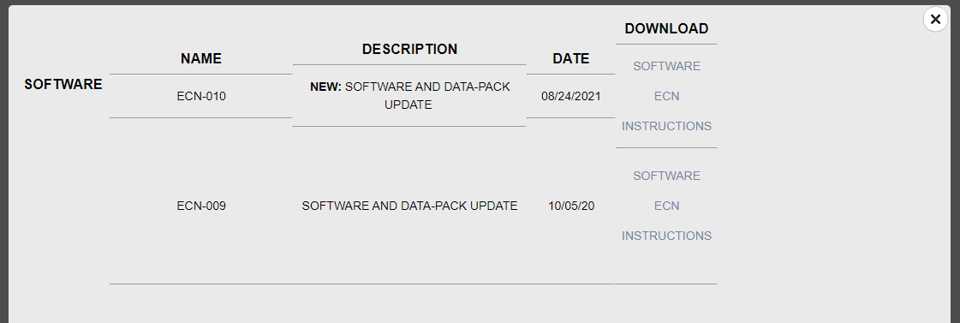 SOFTWARE
NAME
DESCRIPTION
DATE
DOWNLOAD
ECN-010
NEW: SOFTWARE AND DATA-PACK
UPDATE
08/24/2021
SOFTWARE
ECN
INSTRUCTIONS
ECN-009
SOFTWARE AND DATA-PACK UPDATE
10/05/20
SOFTWARE
ECN
INSTRUCTIONS